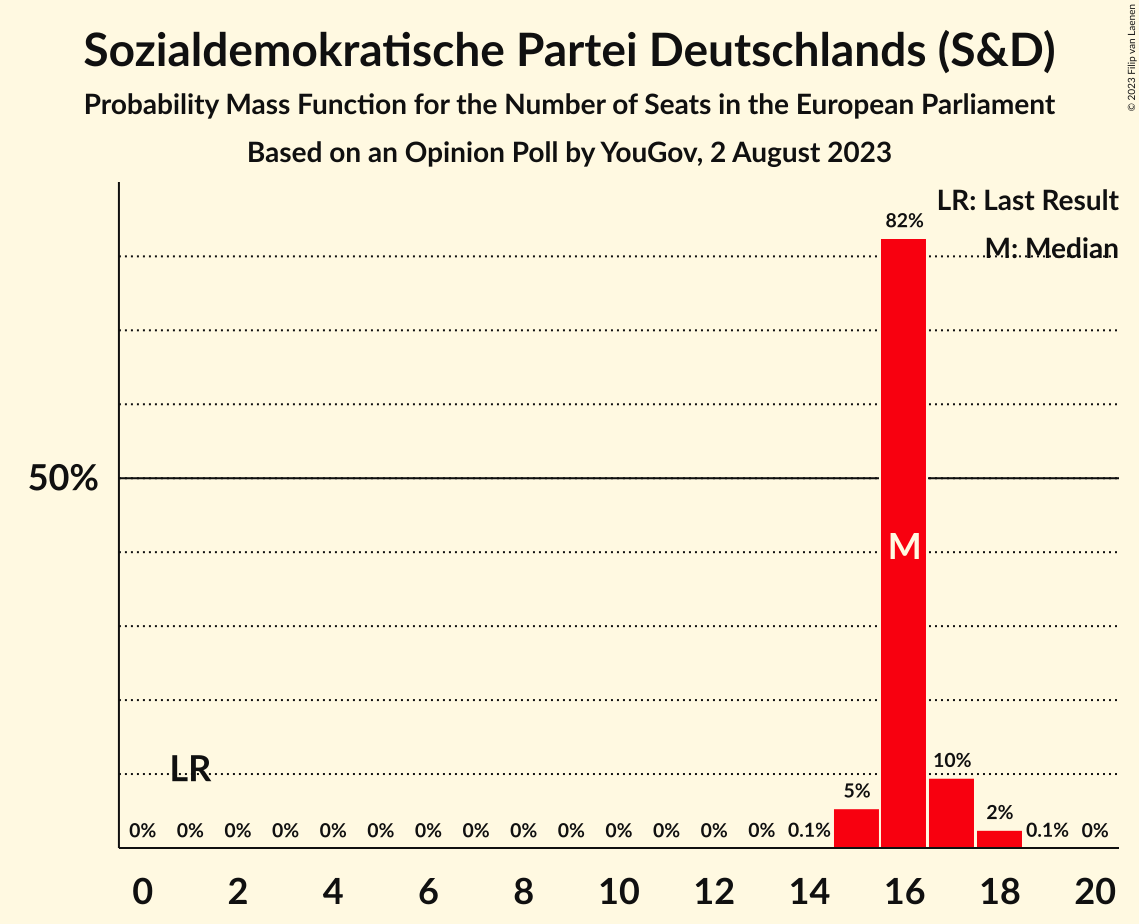 Sozialdemokratische Partei Deutschlands (S&D)
Probability Mass Function for the Number of Seats in the European Parliament
Based on an Opinion Poll by YouGov, 2 August 2023
© 2023 Filip van Laenen
LR: Last Result
M: Median
82%
50%
M
LR
10%
5%
2%
0% 0% 0% 0% 0% 0% 0% 0% 0% 0% 0% 0% 0% 0% 0.1% 0.1% 0%
0 2 4 6 8 10 12 14 16 18 20